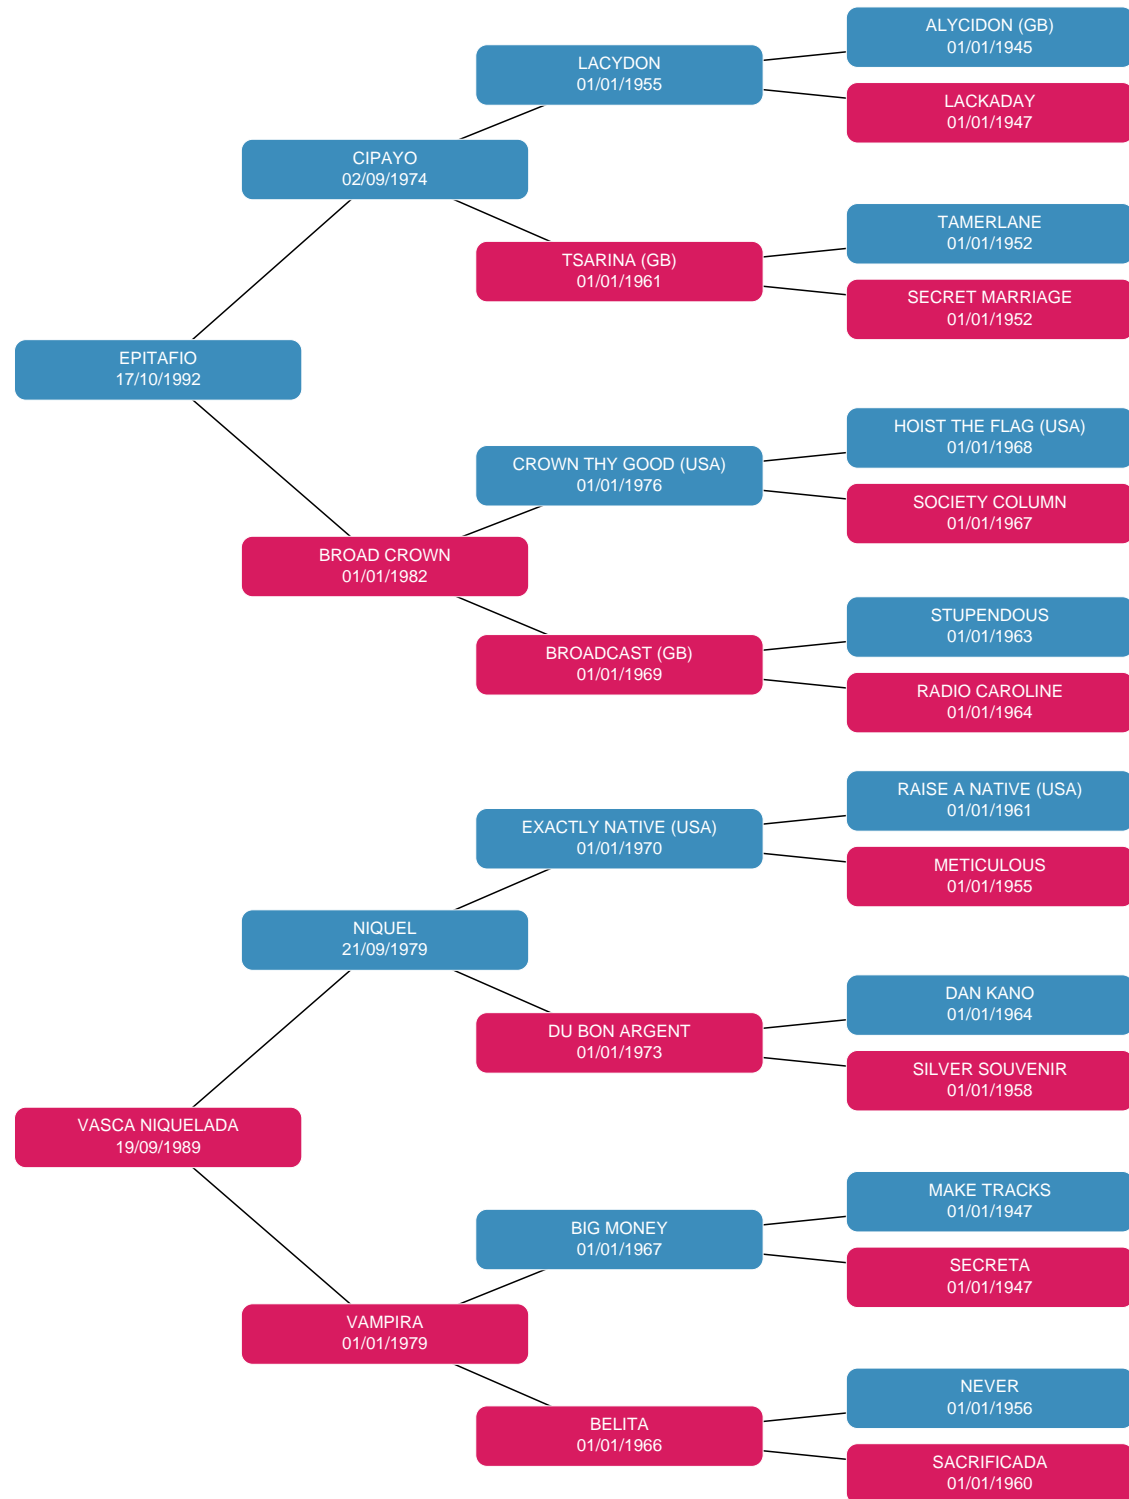 ALYCIDON (GB)
01/01/1945
LACYDON
01/01/1955
LACKADAY
01/01/1947
CIPAYO
02/09/1974
TAMERLANE
01/01/1952
TSARINA (GB)
01/01/1961
SECRET MARRIAGE
01/01/1952
EPITAFIO
17/10/1992
HOIST THE FLAG (USA)
01/01/1968
CROWN THY GOOD (USA)
01/01/1976
SOCIETY COLUMN
01/01/1967
BROAD CROWN
01/01/1982
STUPENDOUS
01/01/1963
BROADCAST (GB)
01/01/1969
RADIO CAROLINE
01/01/1964
RAISE A NATIVE (USA)
01/01/1961
EXACTLY NATIVE (USA)
01/01/1970
METICULOUS
01/01/1955
NIQUEL
21/09/1979
DAN KANO
01/01/1964
DU BON ARGENT
01/01/1973
SILVER SOUVENIR
01/01/1958
VASCA NIQUELADA
19/09/1989
MAKE TRACKS
01/01/1947
BIG MONEY
01/01/1967
SECRETA
01/01/1947
VAMPIRA
01/01/1979
NEVER
01/01/1956
BELITA
01/01/1966
SACRIFICADA
01/01/1960